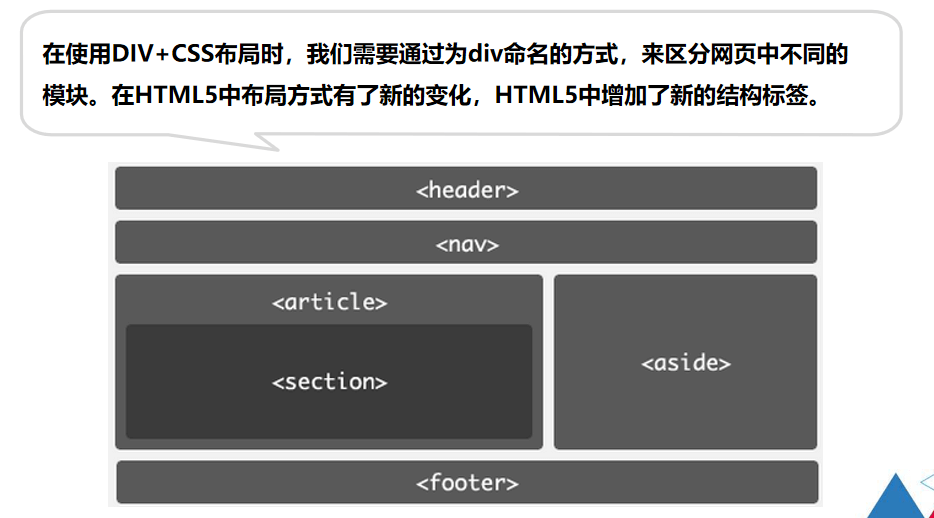 在使用DIV+CSS布局时，我们需要通过为div命名的方式，来区分网页中不同的
模块。在HTML5中布局方式有了新的变化，HTML5中增加了新的结构标签。
<header>
<nav>
<article>
<section>
<aside>
<footer>